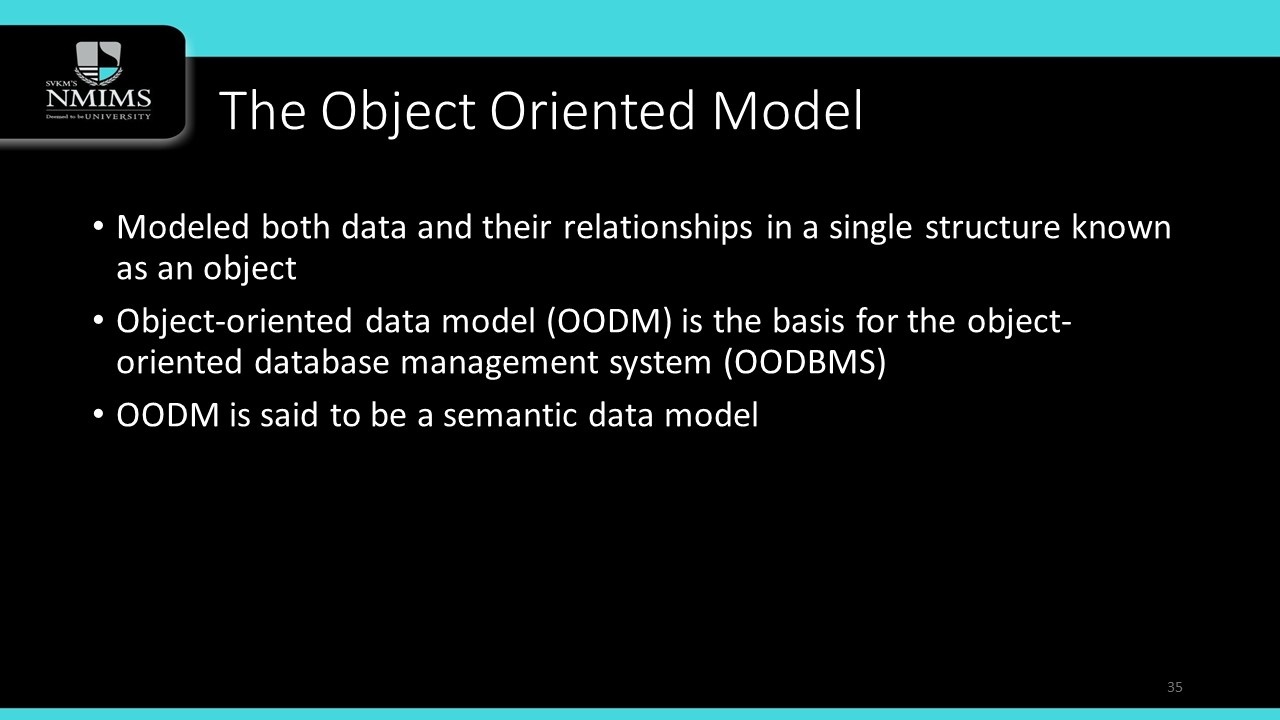 SVKM'S
NMIMS
Deemed to be UNIVERSITY
The Object Oriented Model
• Modeled both data and their relationships in a single structure known
as an object
• Object-oriented data model (OODM) is the basis for the object-
oriented database management system (OODBMS)
• OODM is said to be a semantic data model
35